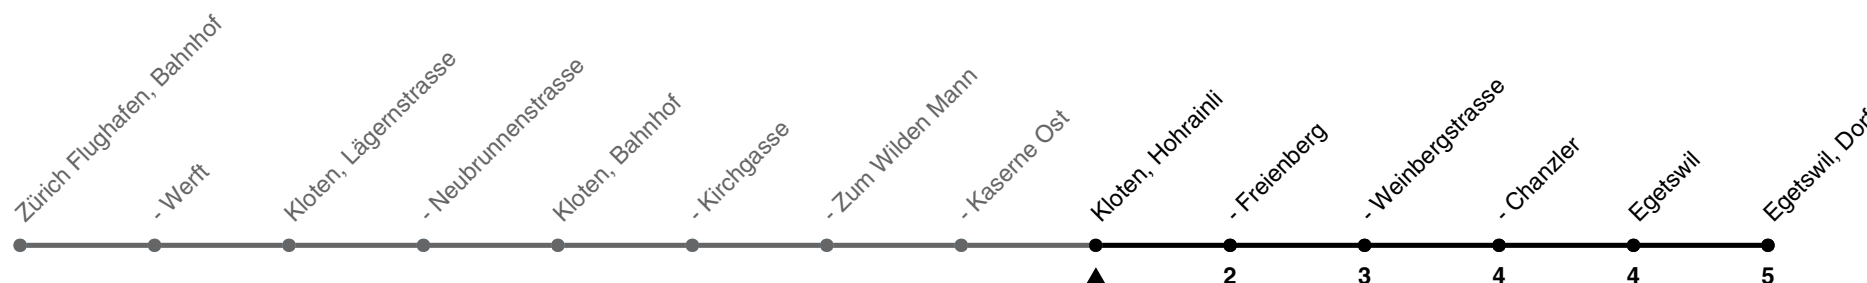 Zürich Flughafen, Bahnhof
- Werft
Kloten, Lägernstrasse
- Neubrunnenstrasse
Kloten, Bahnhof
- Kirchgasse
- Zum Wilden Mann
- Kaserne Ost
Kloten, Hohrainli
- Freienberg
- Weinbergstrasse
- Chanzler
Egetswil
Egetswil, Dorf
2
3
4
4
5